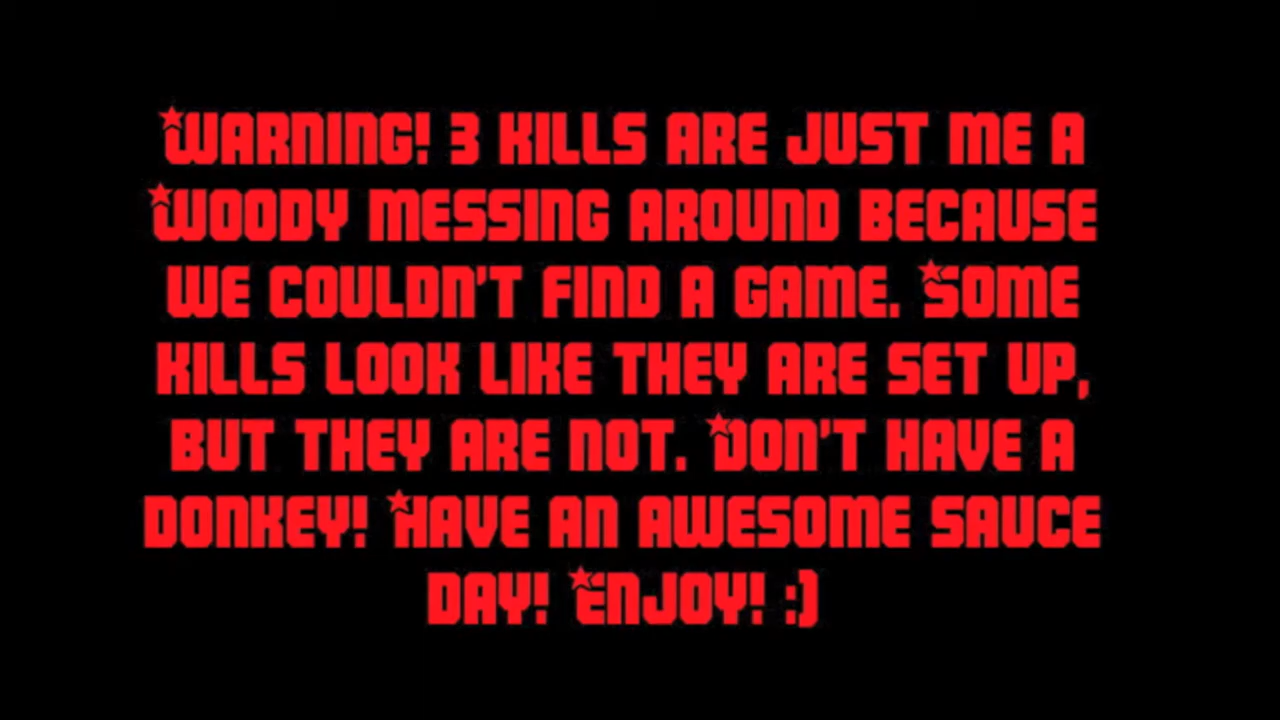 WARNING! 3 KILLS ARE JUST ME A
WOODY MESSING AROUND BECAUSE
WE COULDN'T FIND A GAME. SOME
KILLS LOOK LIKE THEY ARE SET UP,
BUT THEY ARE NOT. DON'T HAVE A
DONKEY! HAVE AN AWESOME SAUCE
DAY! ENJOY! :)